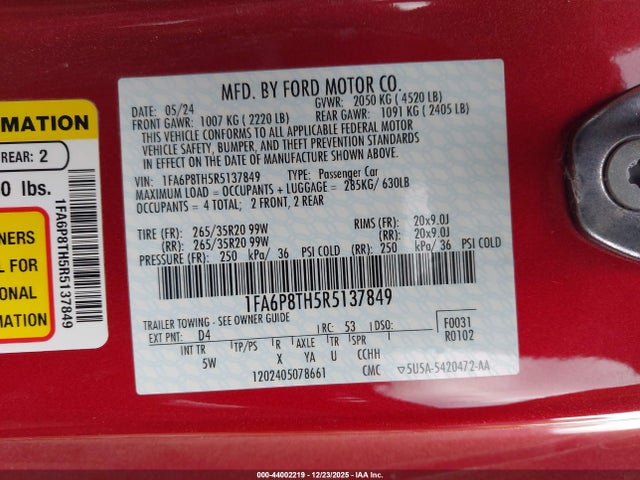 RMATION
REAR: 2
0 lbs.
NERS
L FOR
ONAL
RMATION
1FA6P8TH5R5137849
MFD. BY FORD MOTOR CO.
DATE: 05/24 GVWR: 2050 KG ( 4520 LB)
FRONT GAWR: 1007 KG ( 2220 LB) REAR GAWR: 1091 KG ( 2405 LB)
THIS VEHICLE CONFORMS TO ALL APPLICABLE FEDERAL MOTOR
VEHICLE SAFETY, BUMPER, AND THEFT PREVENTION STANDARDS
IN EFFECT ON THE DATE OF MANUFACTURE SHOWN ABOVE.
VIN: 1FA6P8TH5R5137849 TYPE: Passenger Car
MAXIMUM LOAD = OCCUPANTS + LUGGAGE = 285KG/ 630LB
OCCUPANTS = 4 TOTAL: 2 FRONT, 2 REAR
TIRE (FR): 265/35R20 99W RIMS (FR): 20x9.0J
(RR): 265/35R20 99W (RR): 20x9.0J
PRESSURE (FR): 250 kPa/ 36 PSI COLD (RR): 250 kPa/ 36 PSI COLD
1FA6P8TH5R5137849
TRAILER TOWING - SEE OWNER GUIDE
EXT PNT: D4 RC: 53 DSO: F0031
R0102
INT TR TP/PS R AXLE TR SPR
5W X YA U CCHH
1202405078661 CMC ▽5U5A-5420472-AA
000-44002219 - 12/23/2025 - IAA Inc.